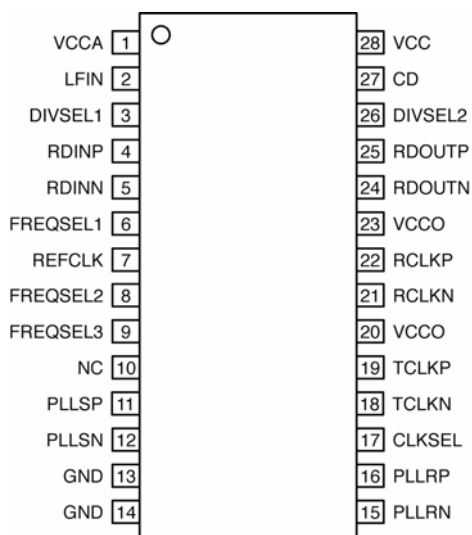 VCCA 1 28 VCC
LFIN 2 27 CD
DIVSEL1 3 26 DIVSEL2
RDINP 4 25 RDOUTP
RDINN 5 24 RDOUTN
FREQSEL1 6 23 VCCO
REFCLK 7 22 RCLKP
FREQSEL2 8 21 RCLKN
FREQSEL3 9 20 VCCO
NC 10 19 TCLKP
PLLSP 11 18 TCLKN
PLLSN 12 17 CLKSEL
GND 13 16 PLLRP
GND 14 15 PLLRN